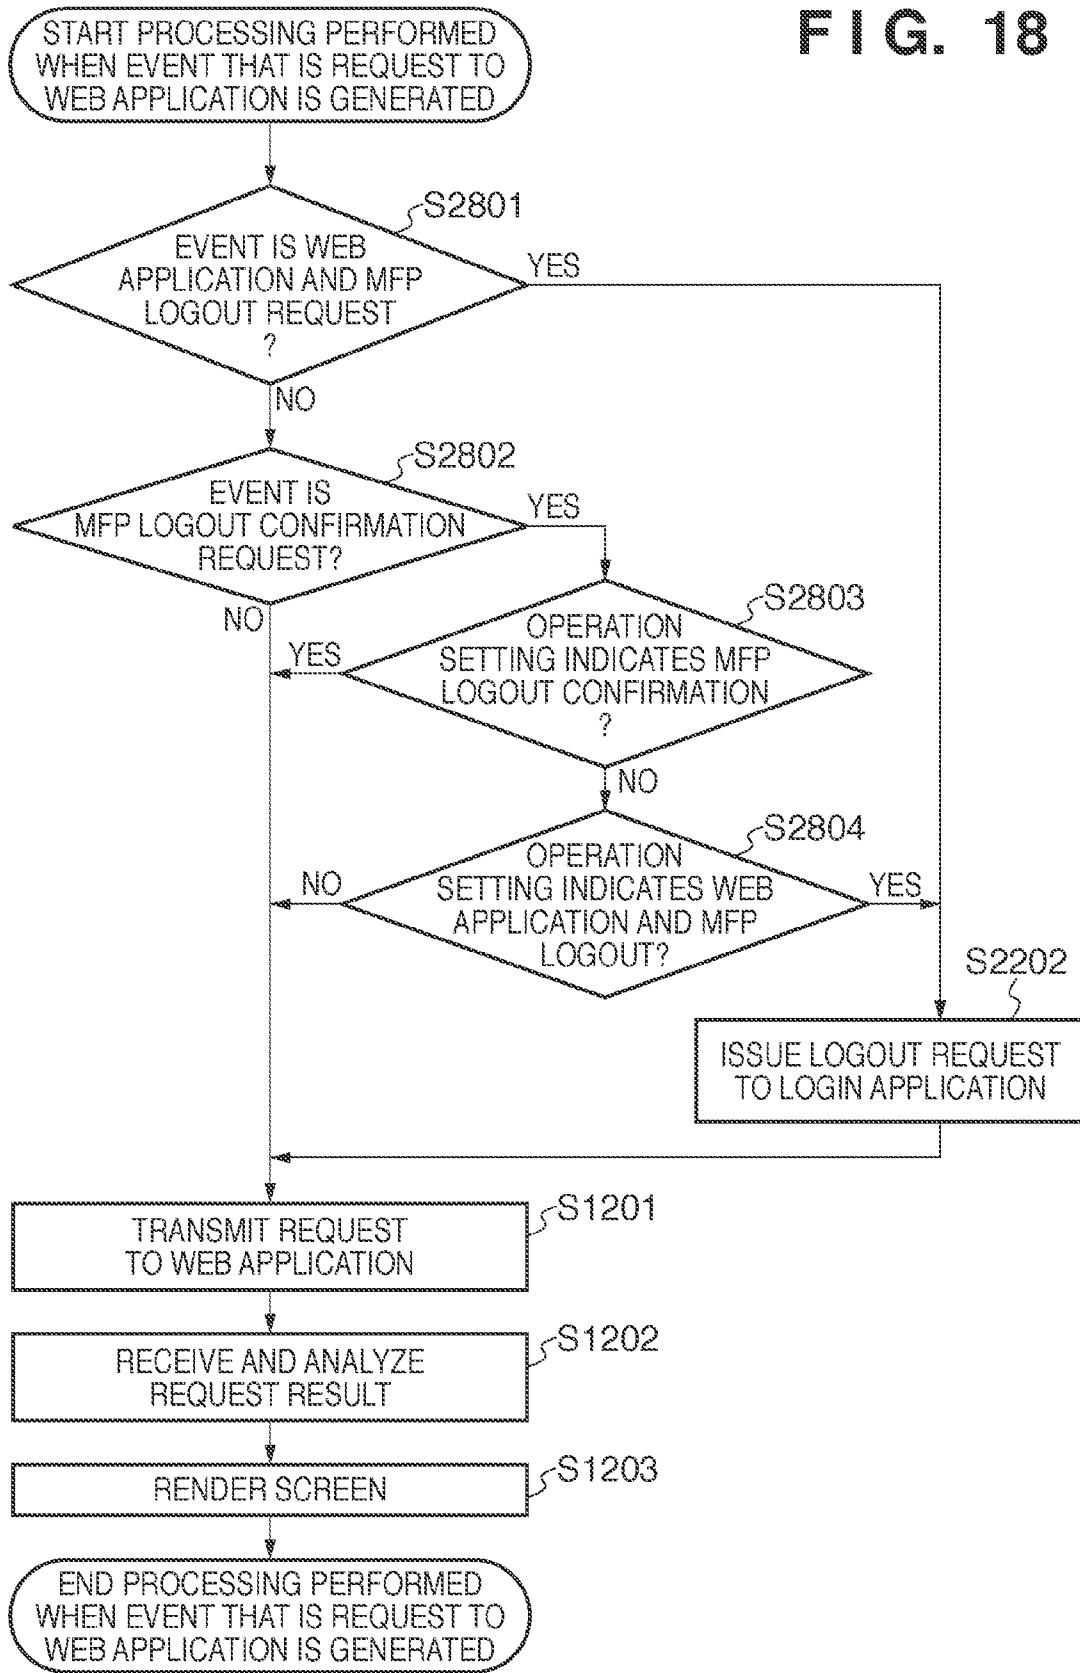 FIG. 18
START PROCESSING PERFORMED
WHEN EVENT THAT IS REQUEST TO
WEB APPLICATION IS GENERATED
S2801
EVENT IS WEB
APPLICATION AND MFP
LOGOUT REQUEST
?
YES
NO
S2802
EVENT IS
MFP LOGOUT CONFIRMATION
REQUEST?
YES
NO
S2803
OPERATION
SETTING INDICATES MFP
LOGOUT CONFIRMATION
?
YES
NO
S2804
OPERATION
SETTING INDICATES WEB
APPLICATION AND MFP
LOGOUT?
NO
YES
S2202
ISSUE LOGOUT REQUEST
TO LOGIN APPLICATION
S1201
TRANSMIT REQUEST
TO WEB APPLICATION
S1202
RECEIVE AND ANALYZE
REQUEST RESULT
S1203
RENDER SCREEN
END PROCESSING PERFORMED
WHEN EVENT THAT IS REQUEST TO
WEB APPLICATION IS GENERATED